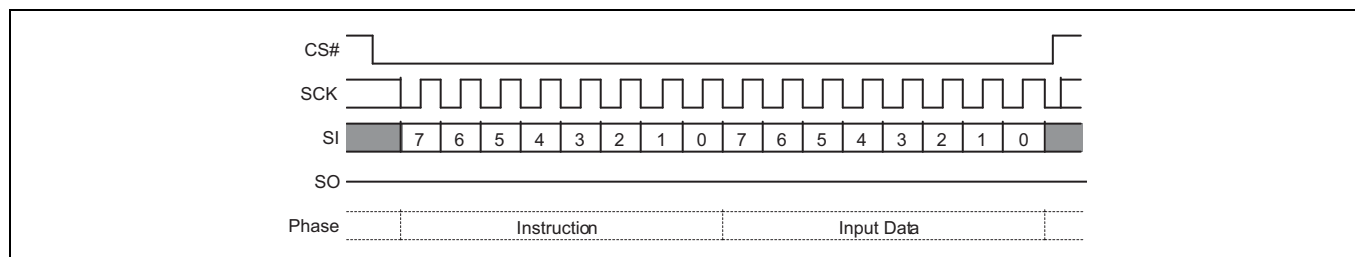 CS#
SCK
SI 7 6 5 4 3 2 1 0 7 6 5 4 3 2 1 0
SO
Phase Instruction Input Data